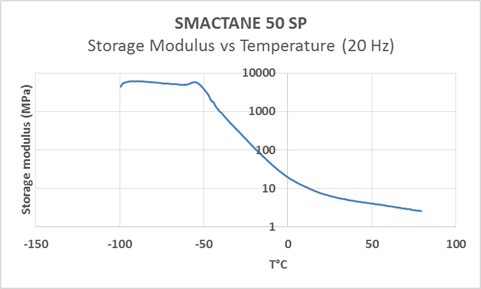 SMACTANE 50 SP
Storage Modulus vs Temperature (20 Hz)
Storage modulus (MPa)
10000
1000
100
10
1
-150 -100 -50 0 50 100
T°C